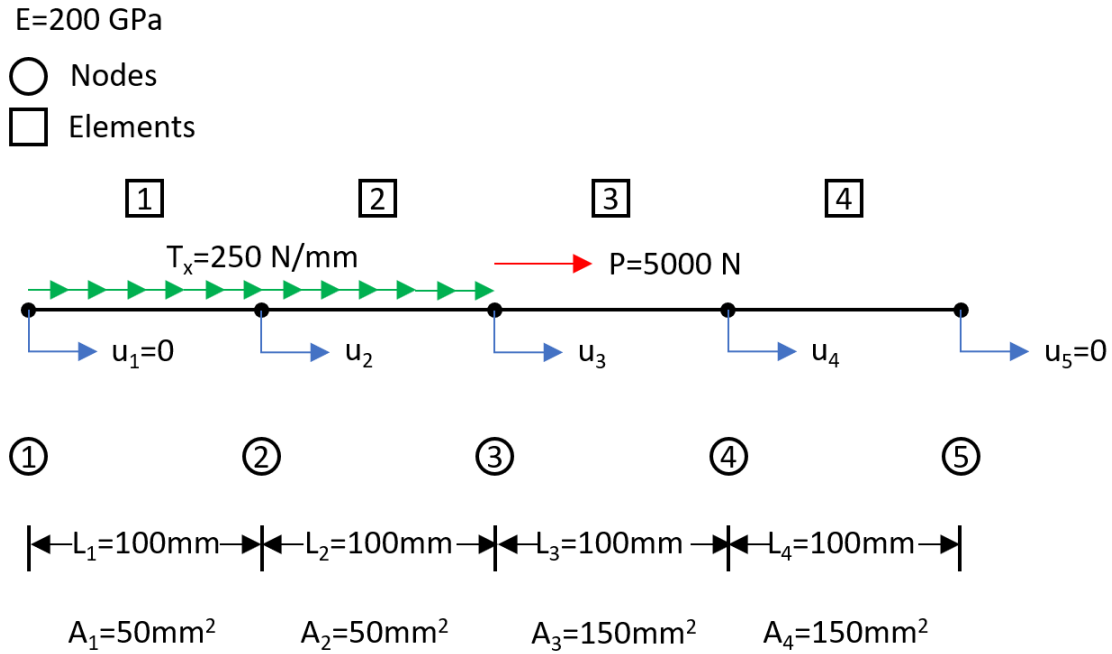 E=200 GPa
Nodes
Elements
1 2 3 4
Tₓ=250 N/mm P=5000 N
u₁=0 u₂ u₃ u₄ u₅=0
1 2 3 4 5
L₁=100mm L₂=100mm L₃=100mm L₄=100mm
A₁=50mm² A₂=50mm² A₃=150mm² A₄=150mm²